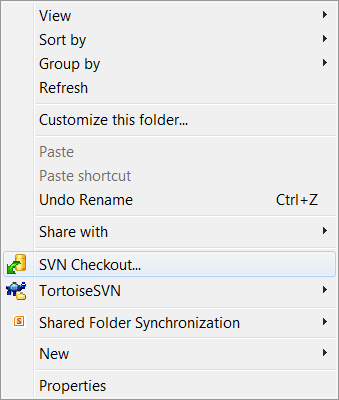 View
Sort by
Group by
Refresh
Customize this folder...
Paste
Paste shortcut
Undo Rename Ctrl+Z
Share with
SVN Checkout...
TortoiseSVN
S Shared Folder Synchronization
New
Properties